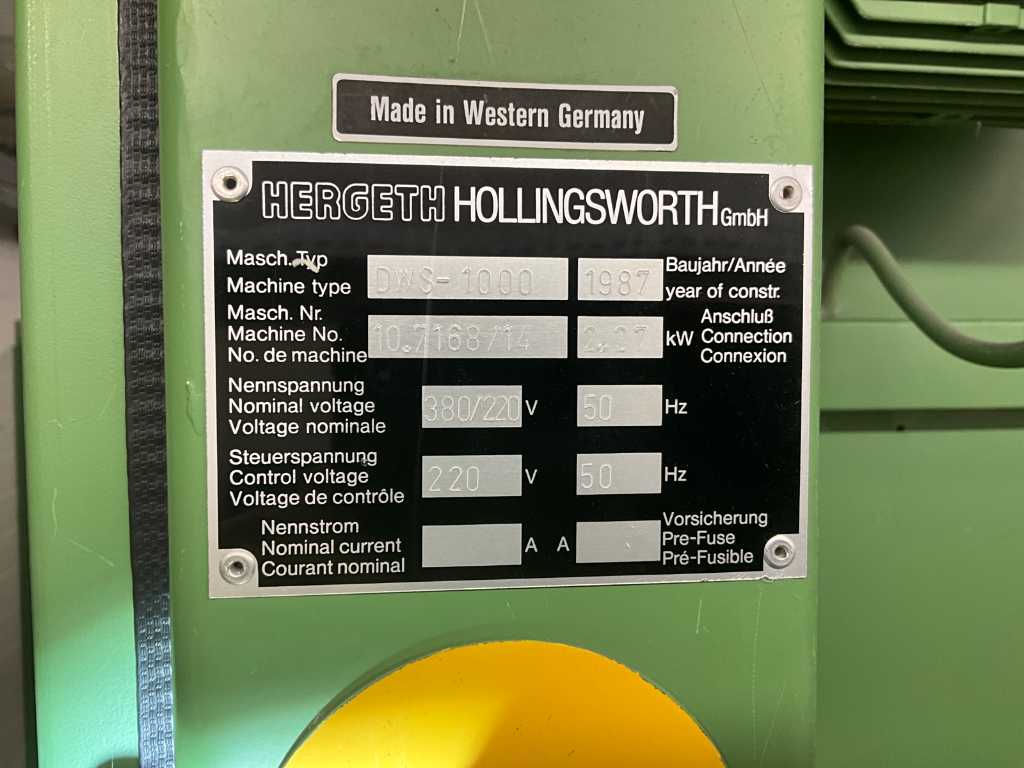 Made in Western Germany
HERGETH HOLLINGSWORTH GmbH
Masch. Typ
Machine type
DWS-1000
1987
Baujahr/Année
year of constr.
Masch. Nr.
Machine No.
No. de machine
10.7168/14
kW
Anschluß
Connection
Connexion
Nennspannung
Nominal voltage
Voltage nominale
380/220 V
50 Hz
Steuerspannung
Control voltage
Voltage de contrôle
220 V
50 Hz
Nennstrom
Nominal current
Courant nominal
A A
Vorsicherung
Pre-Fuse
Pré-Fusible